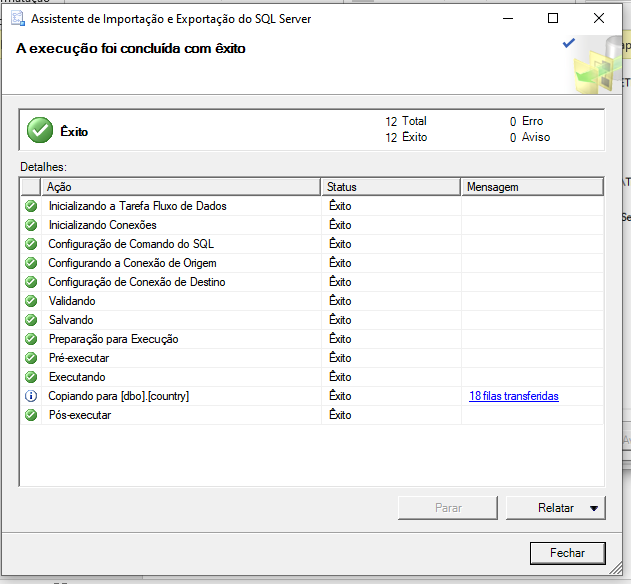 Assistente de Importação e Exportação do SQL Server
A execução foi concluída com êxito
Êxito
12 Total
0 Erro
12 Êxito
0 Aviso
Detalhes:
Ação Status Mensagem
Inicializando a Tarefa Fluxo de Dados Êxito
Inicializando Conexões Êxito
Configuração de Comando do SQL Êxito
Configurando a Conexão de Origem Êxito
Configuração de Conexão de Destino Êxito
Validando Êxito
Salvando Êxito
Preparação para Execução Êxito
Pré-executar Êxito
Executando Êxito
Copiando para [dbo].[country] Êxito 18 filas transferidas
Pós-executar Êxito
Parar Relatar
Fechar